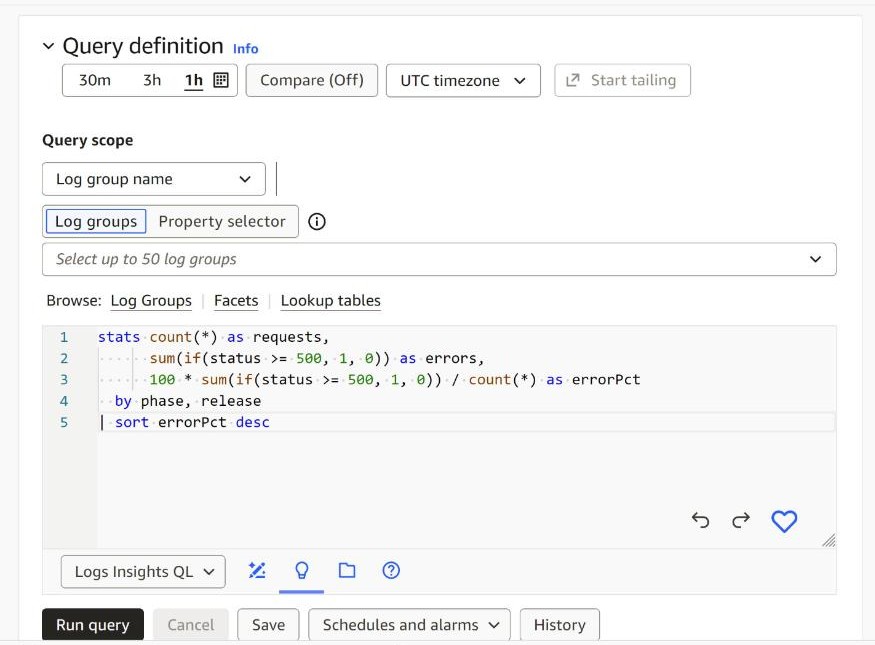 Query definition Info
30m 3h 1h Compare (Off) UTC timezone Start tailing
Query scope
Log group name
Log groups Property selector
Select up to 50 log groups
Browse: Log Groups | Facets | Lookup tables
1 stats count(*) as requests,
2 sum(if(status >= 500, 1, 0)) as errors,
3 100 * sum(if(status >= 500, 1, 0)) / count(*) as errorPct
4 by phase, release
5 | sort errorPct desc
Logs Insights QL
Run query Cancel Save Schedules and alarms History